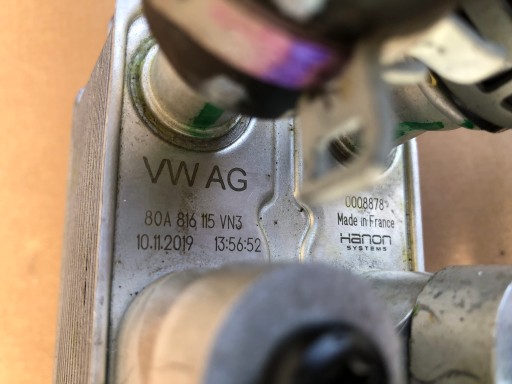 VW AG
80A 816 115 VN3
10.11.2019 13:56:52
0008878
Made in France
Hanon
SYSTEMS